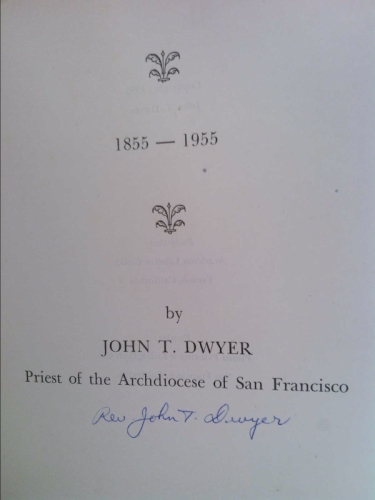 1855 — 1955
by
JOHN T. DWYER
Priest of the Archdiocese of San Francisco
Rev John T. Dwyer